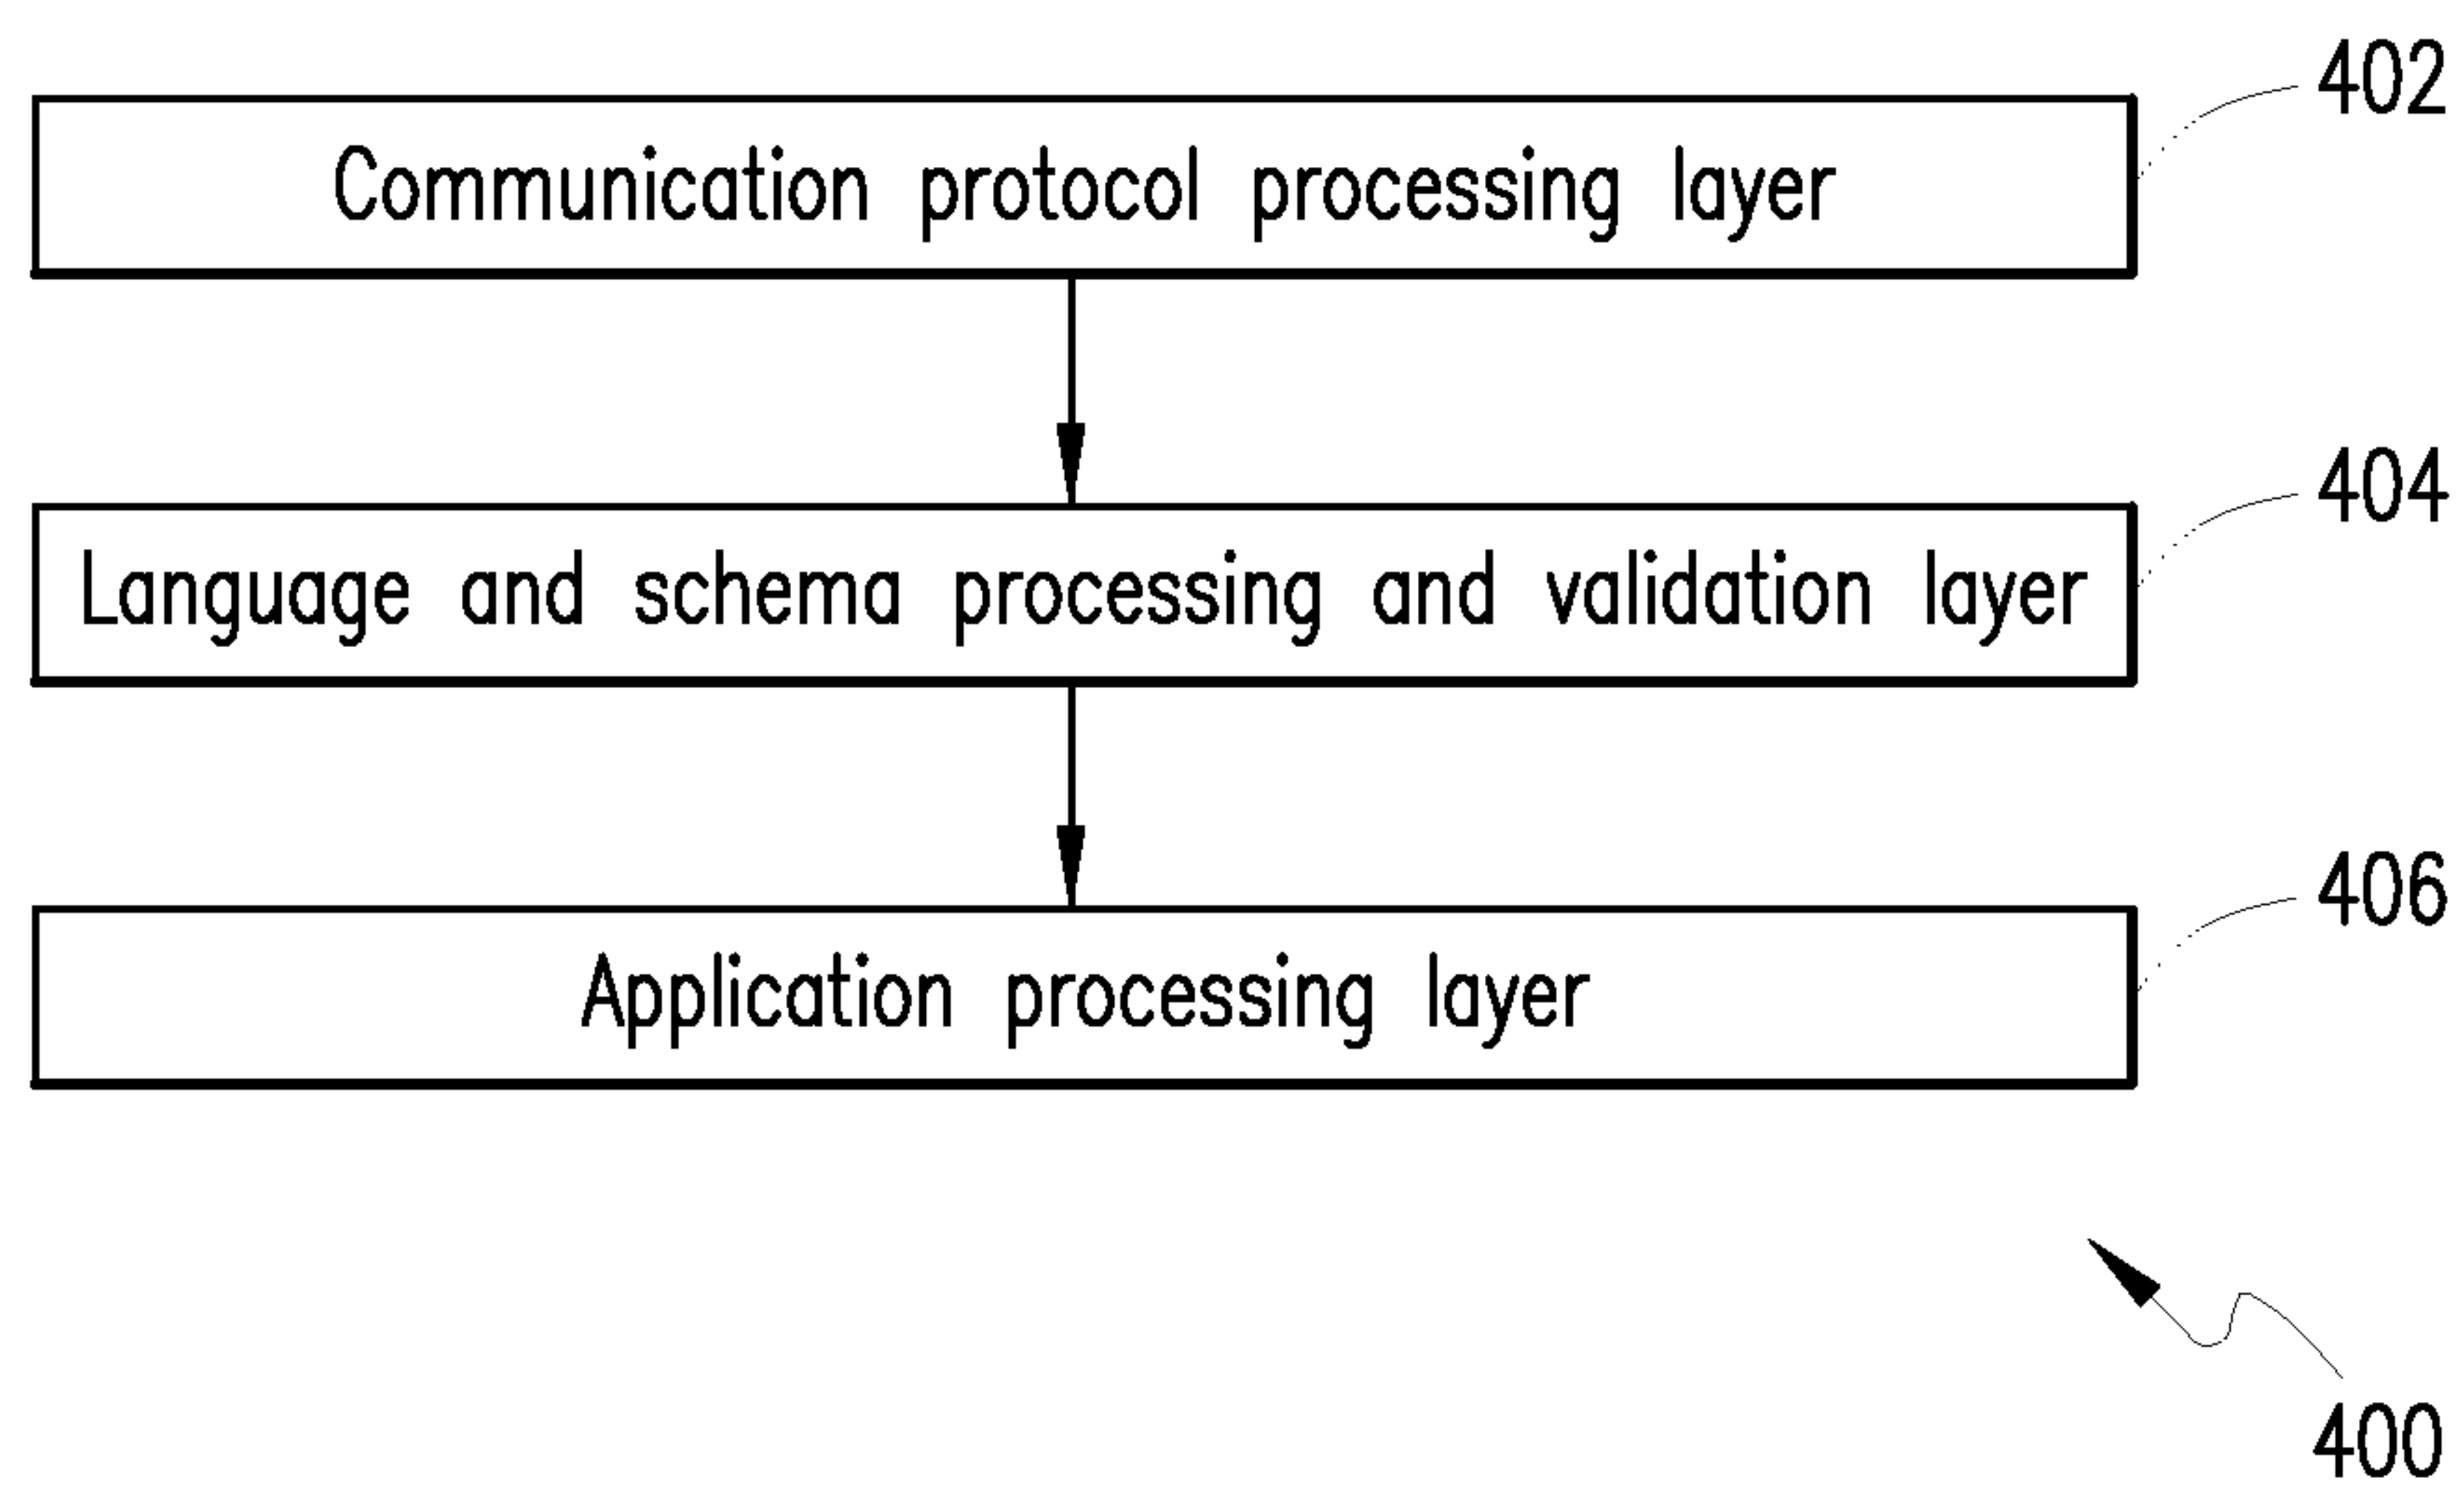 402
Communication protocol processing layer
404
Language and schema processing and validation layer
406
Application processing layer
400